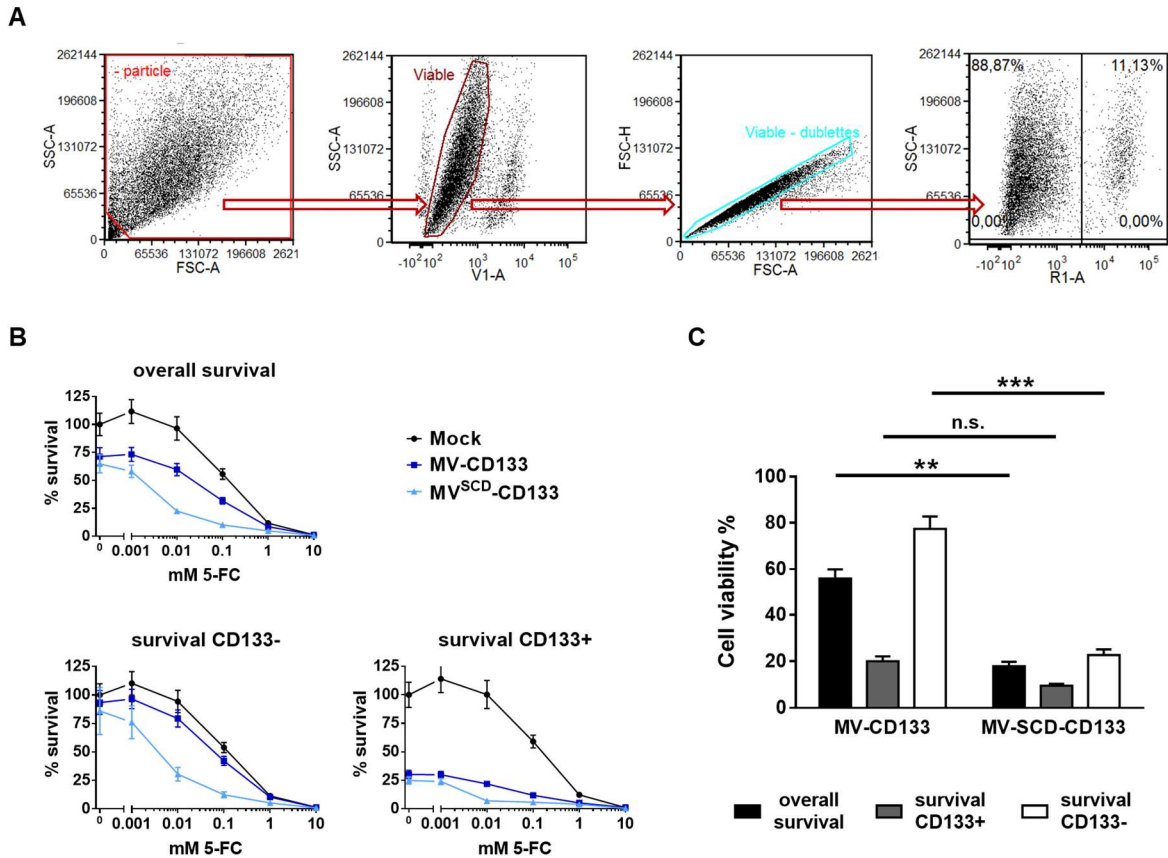 A
262144
196608
131072
65536
0
SSC-A
- particle
0
65536
131072
196608
2621
FSC-A
262144
196608
131072
65536
0
SSC-A
Viable
-10² 10²
10³
10⁴
10⁵
V1-A
262144
196608
131072
65536
0
FSC-H
Viable - dublettes
0
65536
131072
196608
2621
FSC-A
262144
196608
131072
65536
0
SSC-A
88,87%
11,13%
0,00%
0,00%
-10² 10²
10³
10⁴
10⁵
R1-A
B
overall survival
125
100
75
50
25
0
% survival
0
0.001
0.01
0.1
1
10
mM 5-FC
Mock
MV-CD133
MVSCD-CD133
survival CD133-
125
100
75
50
25
0
% survival
0
0.001
0.01
0.1
1
10
mM 5-FC
survival CD133+
125
100
75
50
25
0
% survival
0
0.001
0.01
0.1
1
10
mM 5-FC
C
***
n.s.
**
100
80
60
40
20
0
Cell viability %
MV-CD133
MV-SCD-CD133
overall
survival
survival
CD133+
survival
CD133-